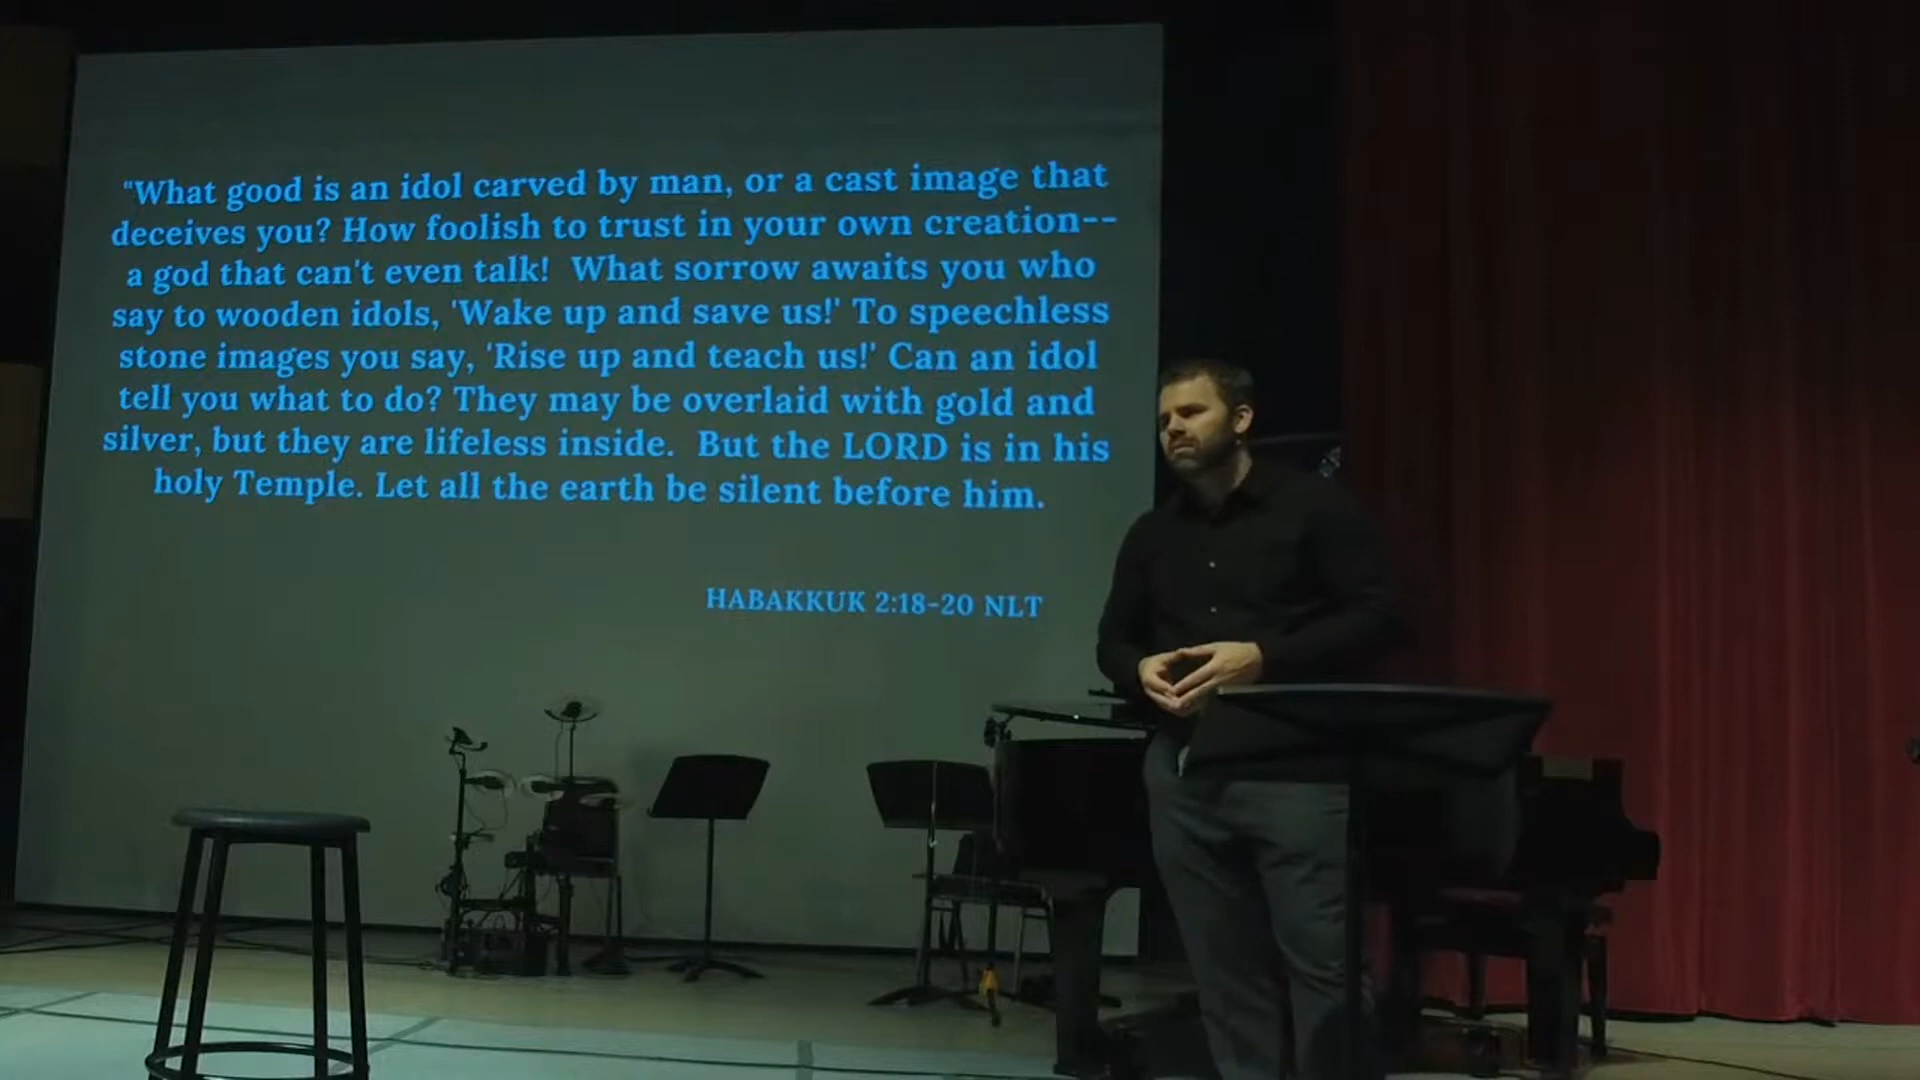 "What good is an idol carved by man, or a cast image that
deceives you? How foolish to trust in your own creation--
a god that can't even talk!  What sorrow awaits you who
say to wooden idols, 'Wake up and save us!' To speechless
stone images you say, 'Rise up and teach us!' Can an idol
tell you what to do? They may be overlaid with gold and
silver, but they are lifeless inside.  But the LORD is in his
holy Temple. Let all the earth be silent before him.
HABAKKUK 2:18-20 NLT